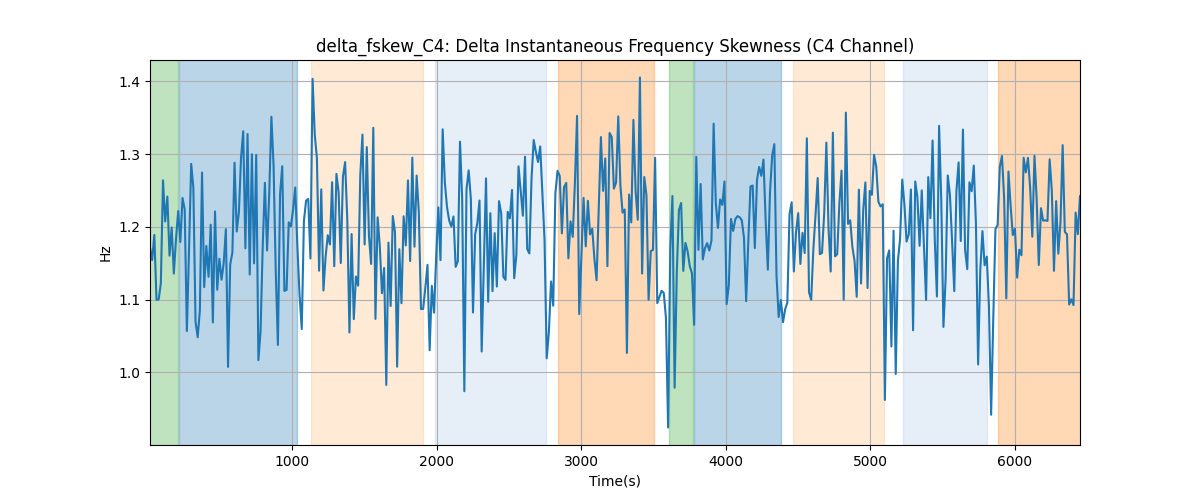 delta_fskew_C4: Delta Instantaneous Frequency Skewness (C4 Channel)
1.4
1.3
1.2
1.1
1.0
Hz
1000 2000 3000 4000 5000 6000
Time(s)